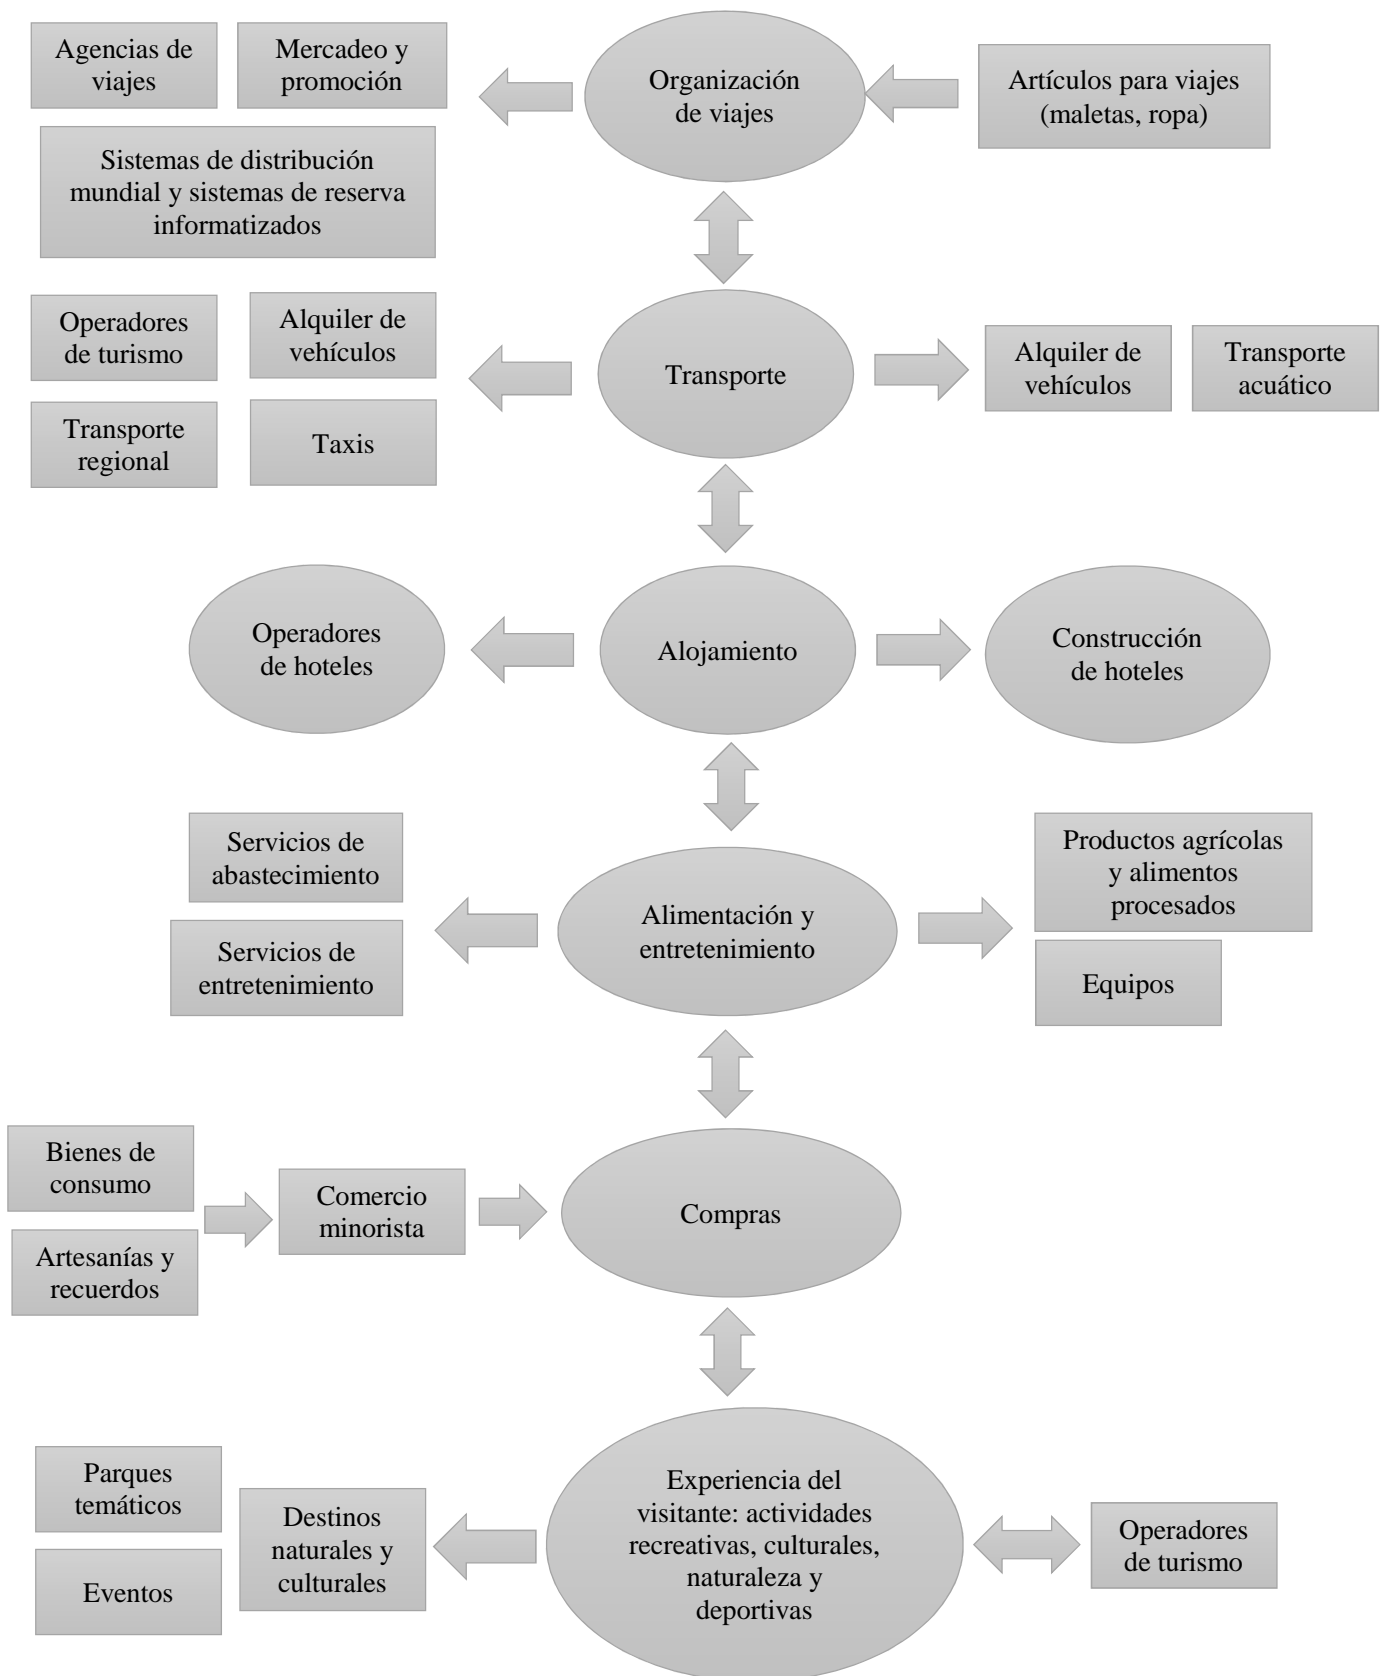 Agencias de
viajes
Mercadeo y
promoción
Organización
de viajes
Artículos para viajes
(maletas, ropa)
Sistemas de distribución
mundial y sistemas de reserva
informatizados
Operadores
de turismo
Alquiler de
vehículos
Transporte
Alquiler de
vehículos
Transporte
acuático
Transporte
regional
Taxis
Operadores
de hoteles
Alojamiento
Construcción
de hoteles
Servicios de
abastecimiento
Servicios de
entretenimiento
Alimentación y
entretenimiento
Productos agrícolas
y alimentos
procesados
Equipos
Bienes de
consumo
Artesanías y
recuerdos
Comercio
minorista
Compras
Parques
temáticos
Eventos
Destinos
naturales y
culturales
Experiencia del
visitante: actividades
recreativas, culturales,
naturaleza y
deportivas
Operadores
de turismo